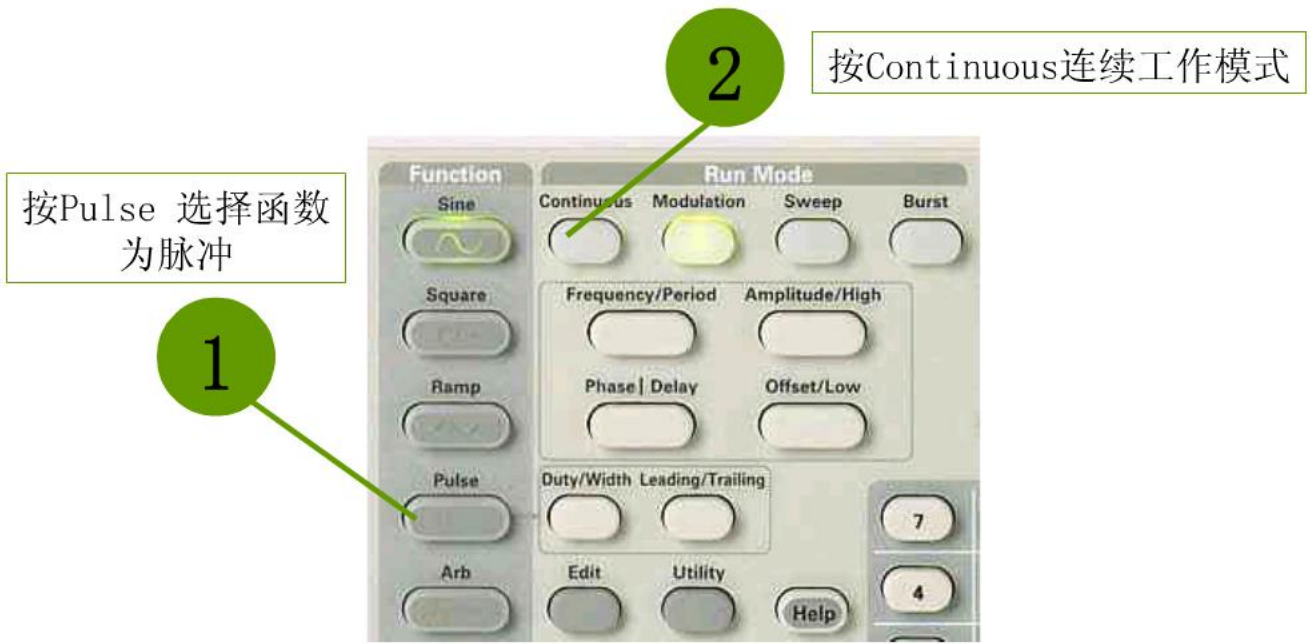 2
按Continuous连续工作模式
按Pulse 选择函数
为脉冲
1
Function
Run Mode
Sine
Continuous
Modulation
Sweep
Burst
Square
Frequency/Period
Amplitude/High
Ramp
Phase | Delay
Offset/Low
Pulse
Duty/Width
Leading/Trailing
7
Arb
Edit
Utility
Help
4